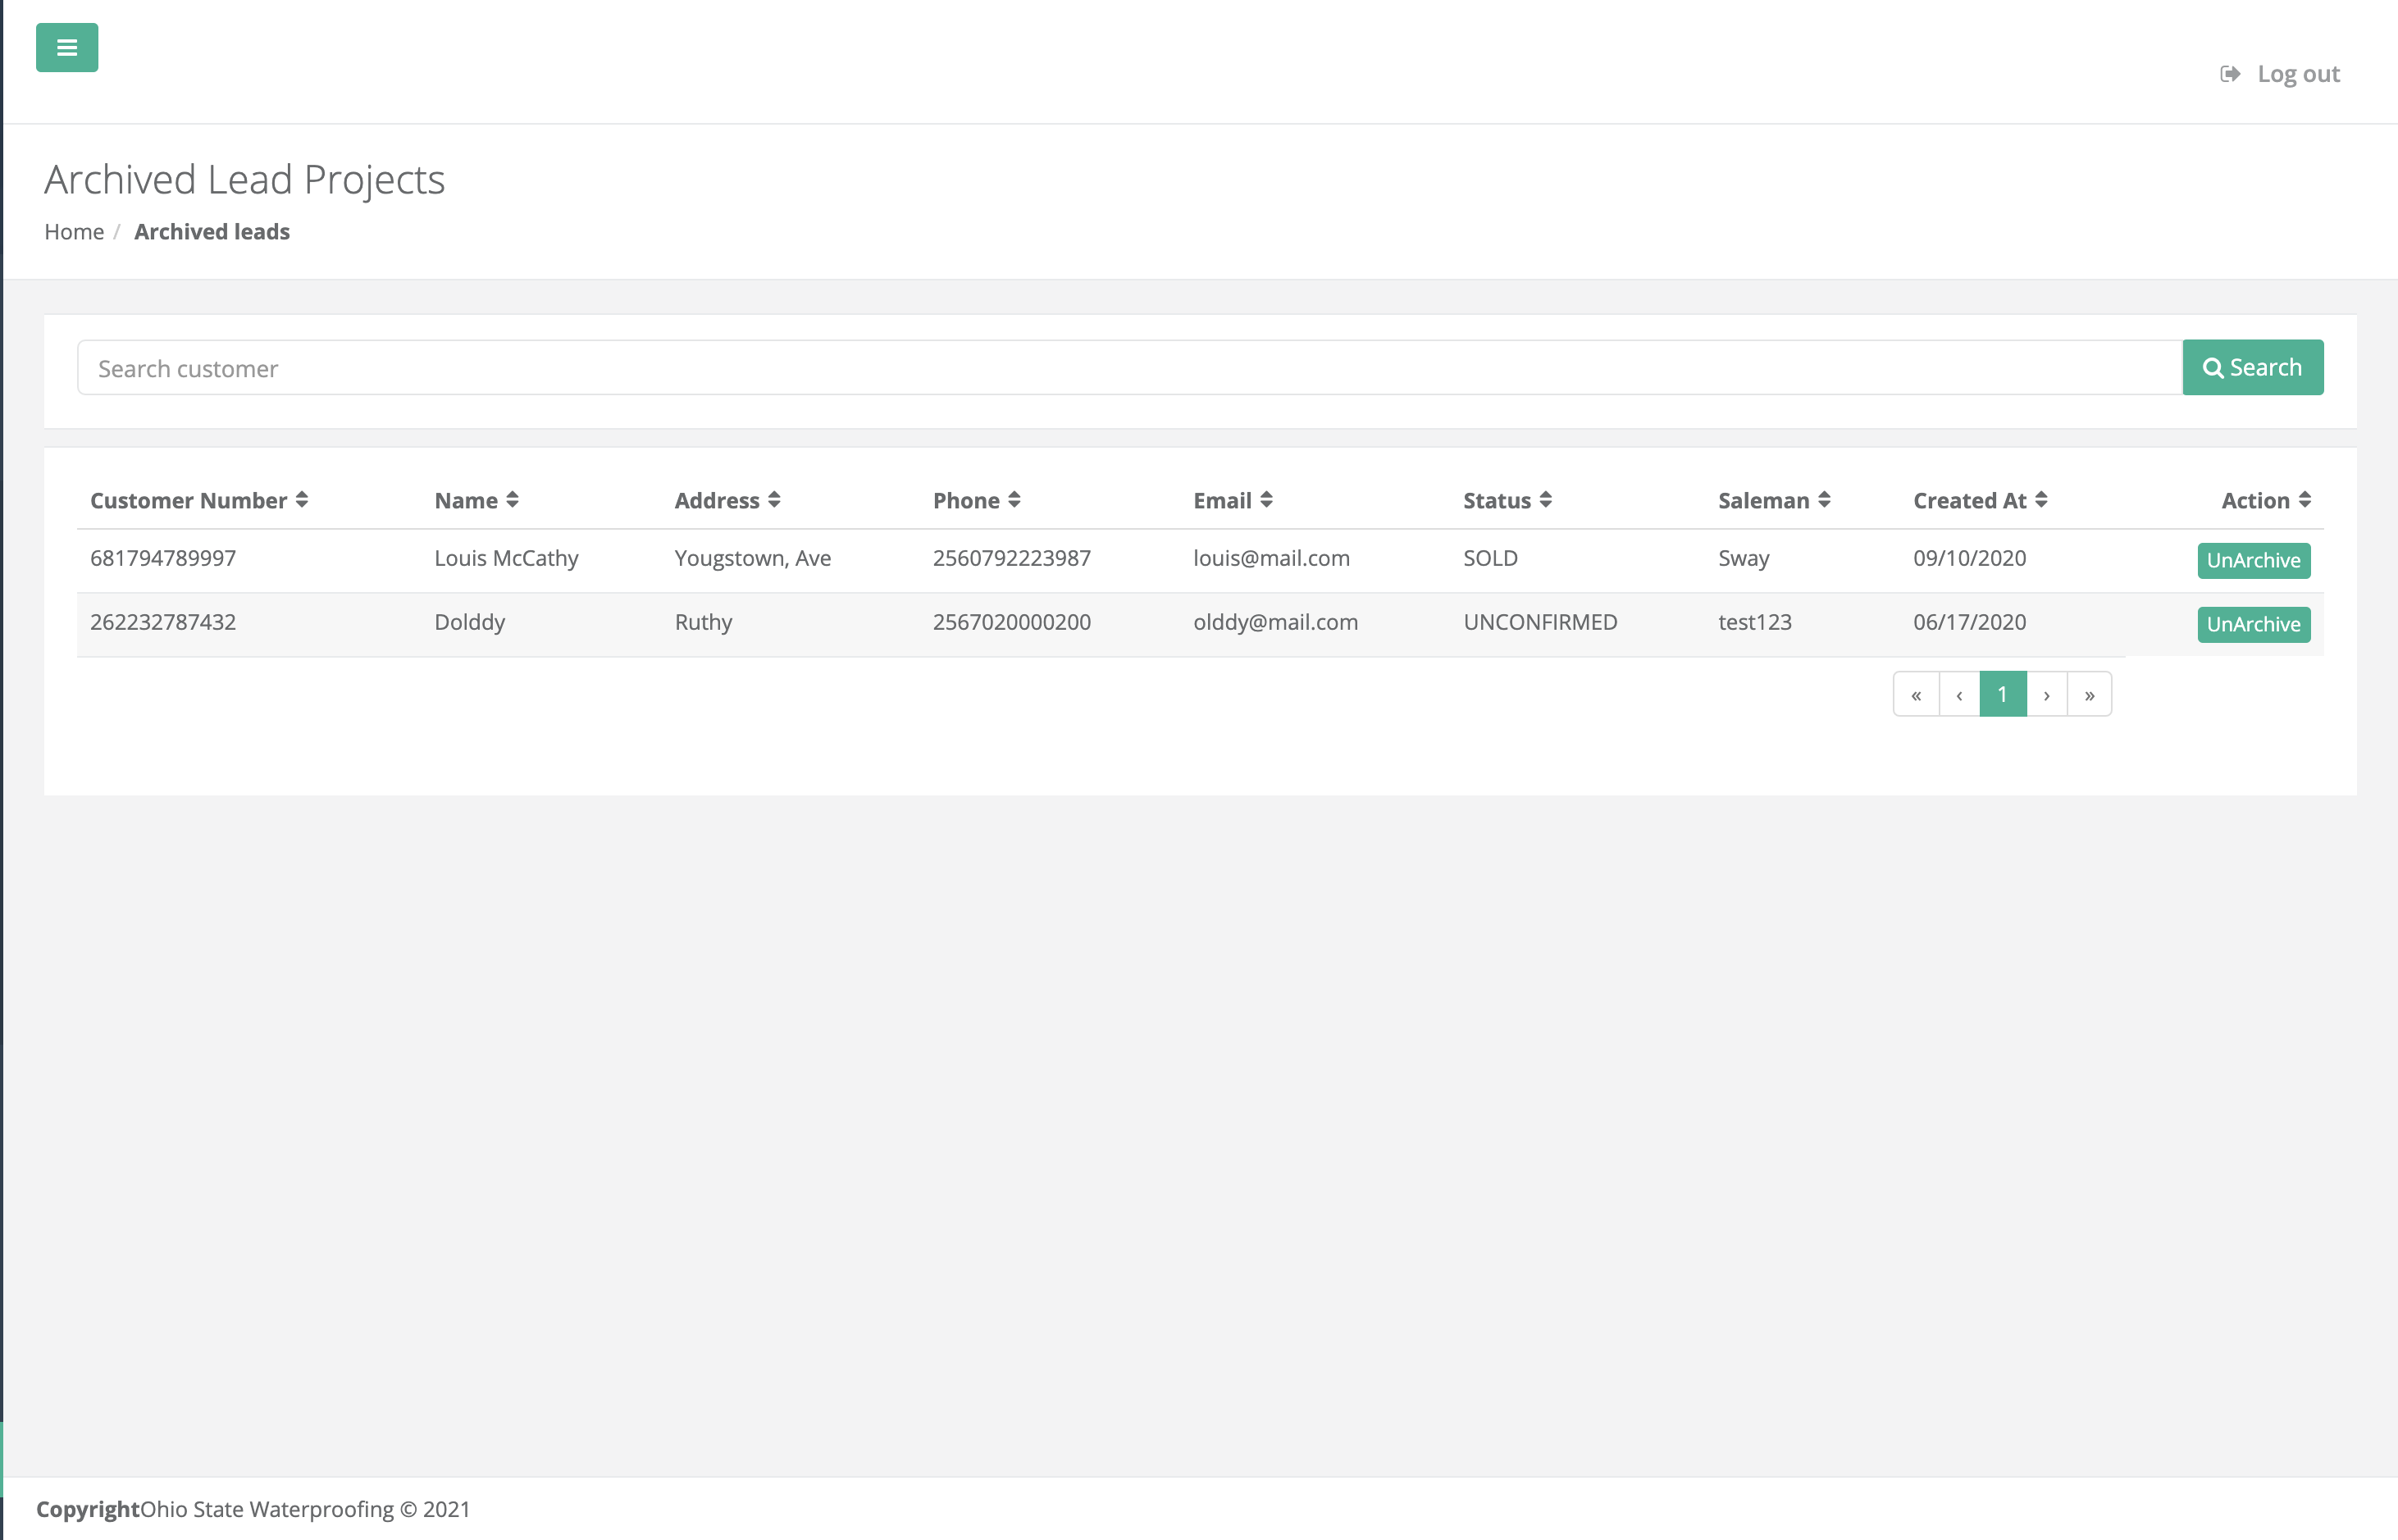 Log out
Archived Lead Projects
Home / Archived leads
Search customer
Search
Customer Number Name Address Phone Email Status Saleman Created At Action
681794789997 Louis McCathy Yougstown, Ave 2560792223987 louis@mail.com SOLD Sway 09/10/2020 UnArchive
262232787432 Dolddy Ruthy 2567020000200 olddy@mail.com UNCONFIRMED test123 06/17/2020 UnArchive
« ‹ 1 › »
CopyrightOhio State Waterproofing © 2021